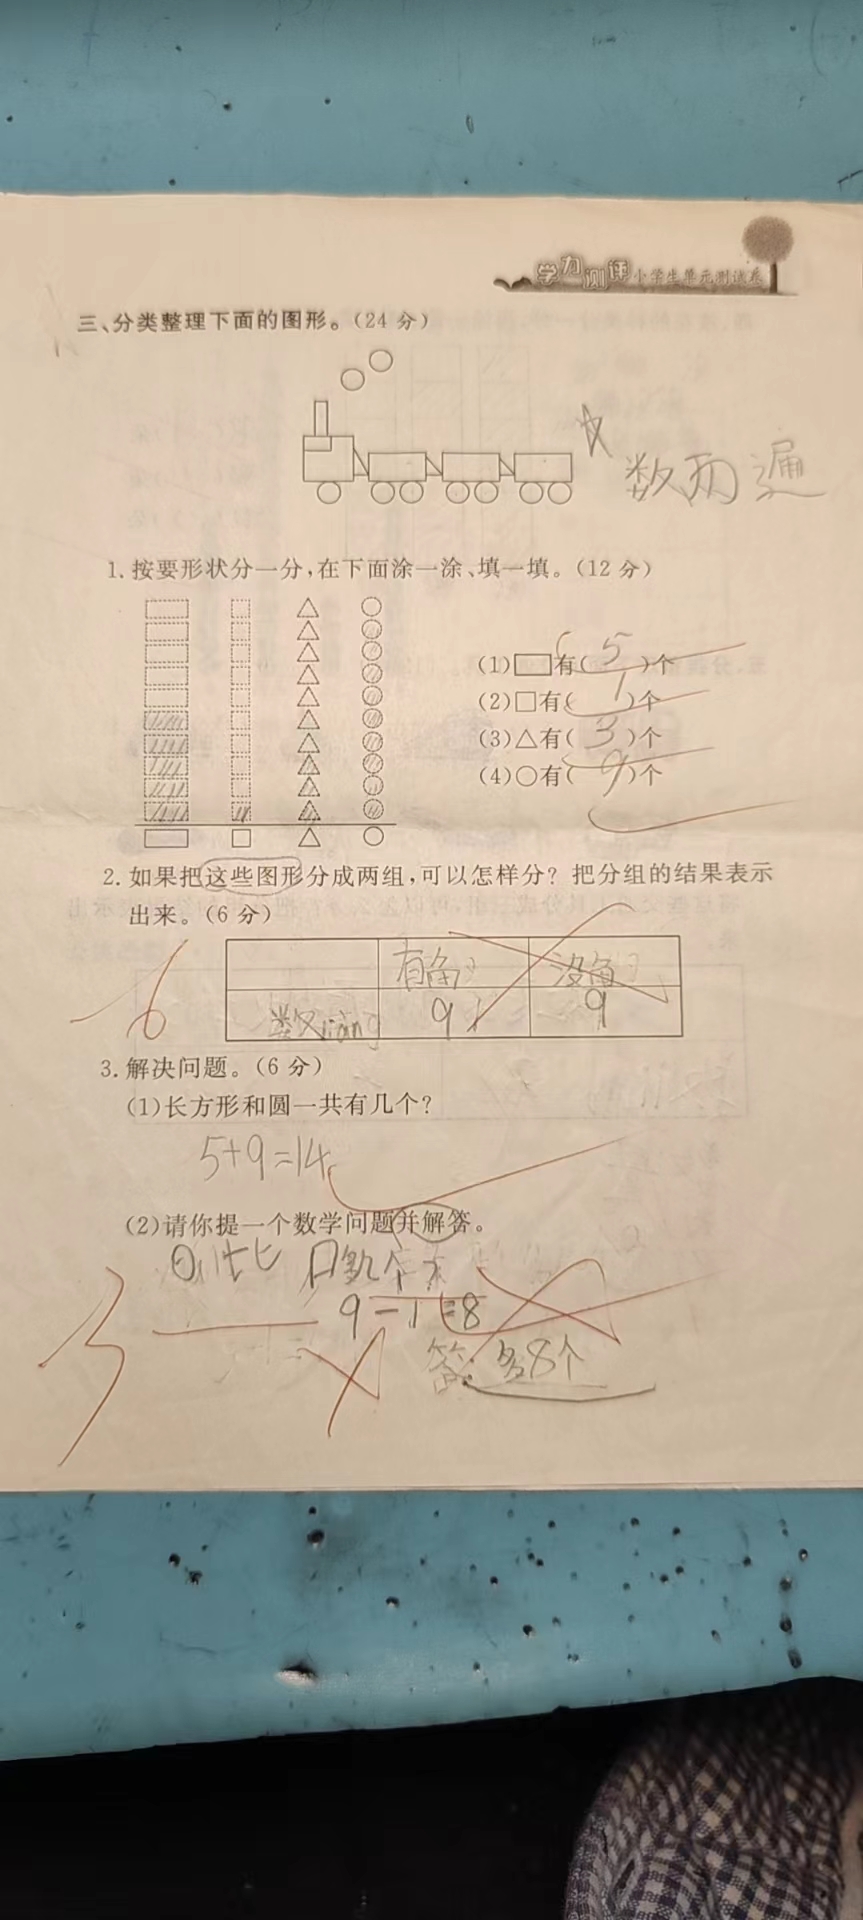 学力测评 小学生单元测试卷
三、分类整理下面的图形。(24 分)
数两遍
1. 按要形状分一分,在下面涂一涂、填一填。(12 分)
(1)▭有( 5 )个
(2)□有( 1 )个
(3)△有( 3 )个
(4)○有( 9 )个
2. 如果把这些图形分成两组,可以怎样分? 把分组的结果表示
出来。(6 分)
有角 没角
数 9 9
6
3. 解决问题。(6 分)
(1)长方形和圆一共有几个?
5+9=14
(2)请你提一个数学问题并解答。
口多几个
9-1=8
答:多8个
3